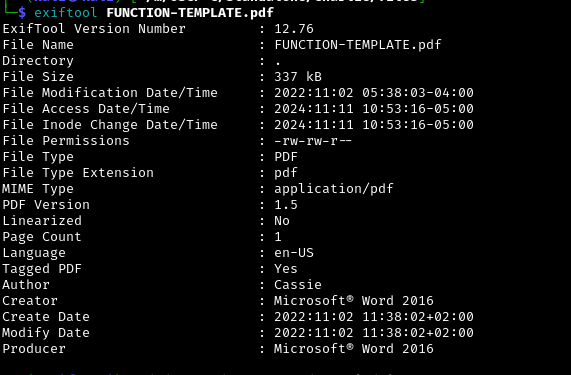 └─$ exiftool FUNCTION-TEMPLATE.pdf
ExifTool Version Number : 12.76
File Name : FUNCTION-TEMPLATE.pdf
Directory : .
File Size : 337 kB
File Modification Date/Time : 2022:11:02 05:38:03-04:00
File Access Date/Time : 2024:11:11 10:53:16-05:00
File Inode Change Date/Time : 2024:11:11 10:53:16-05:00
File Permissions : -rw-rw-r--
File Type : PDF
File Type Extension : pdf
MIME Type : application/pdf
PDF Version : 1.5
Linearized : No
Page Count : 1
Language : en-US
Tagged PDF : Yes
Author : Cassie
Creator : Microsoft® Word 2016
Create Date : 2022:11:02 11:38:02+02:00
Modify Date : 2022:11:02 11:38:02+02:00
Producer : Microsoft® Word 2016